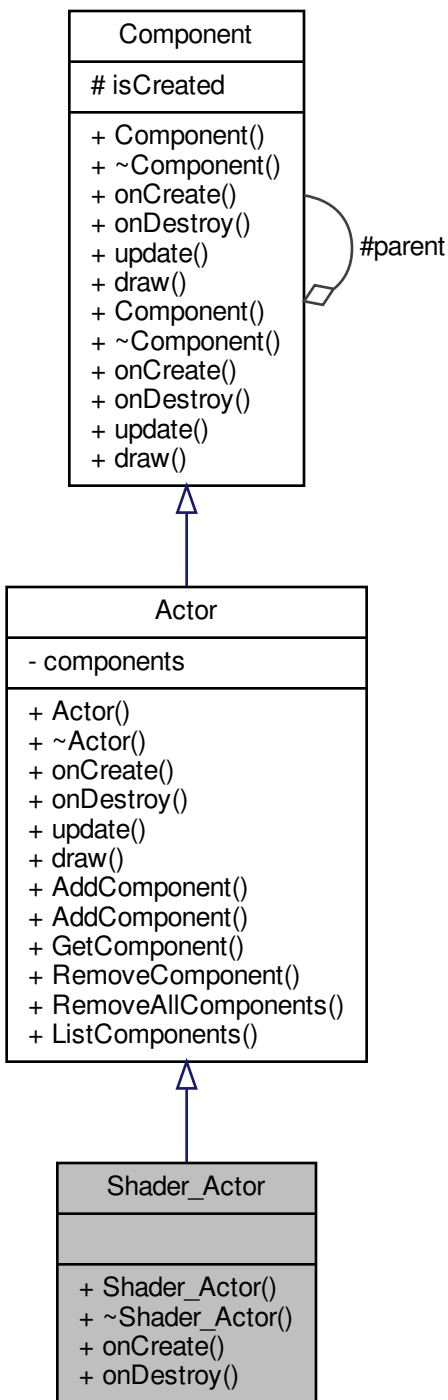 Component
# isCreated
+ Component()
+ ~Component()
+ onCreate()
+ onDestroy()
+ update()
+ draw()
+ Component()
+ ~Component()
+ onCreate()
+ onDestroy()
+ update()
+ draw()
#parent
Actor
- components
+ Actor()
+ ~Actor()
+ onCreate()
+ onDestroy()
+ update()
+ draw()
+ AddComponent()
+ AddComponent()
+ GetComponent()
+ RemoveComponent()
+ RemoveAllComponents()
+ ListComponents()
Shader_Actor
+ Shader_Actor()
+ ~Shader_Actor()
+ onCreate()
+ onDestroy()